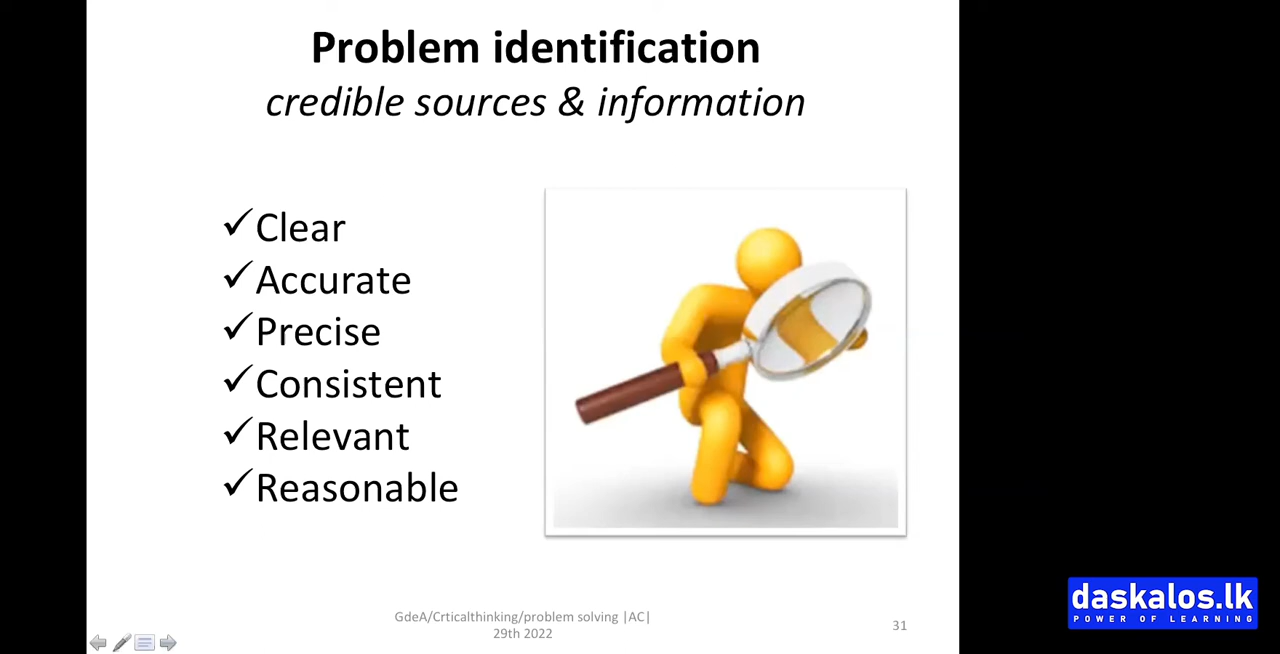 Problem identification
credible sources & information
✓Clear
✓Accurate
✓Precise
✓Consistent
✓Relevant
✓Reasonable
GdeA/Crticalthinking/problem solving |AC|
29th 2022
31
daskalos.lk
POWER OF LEARNING